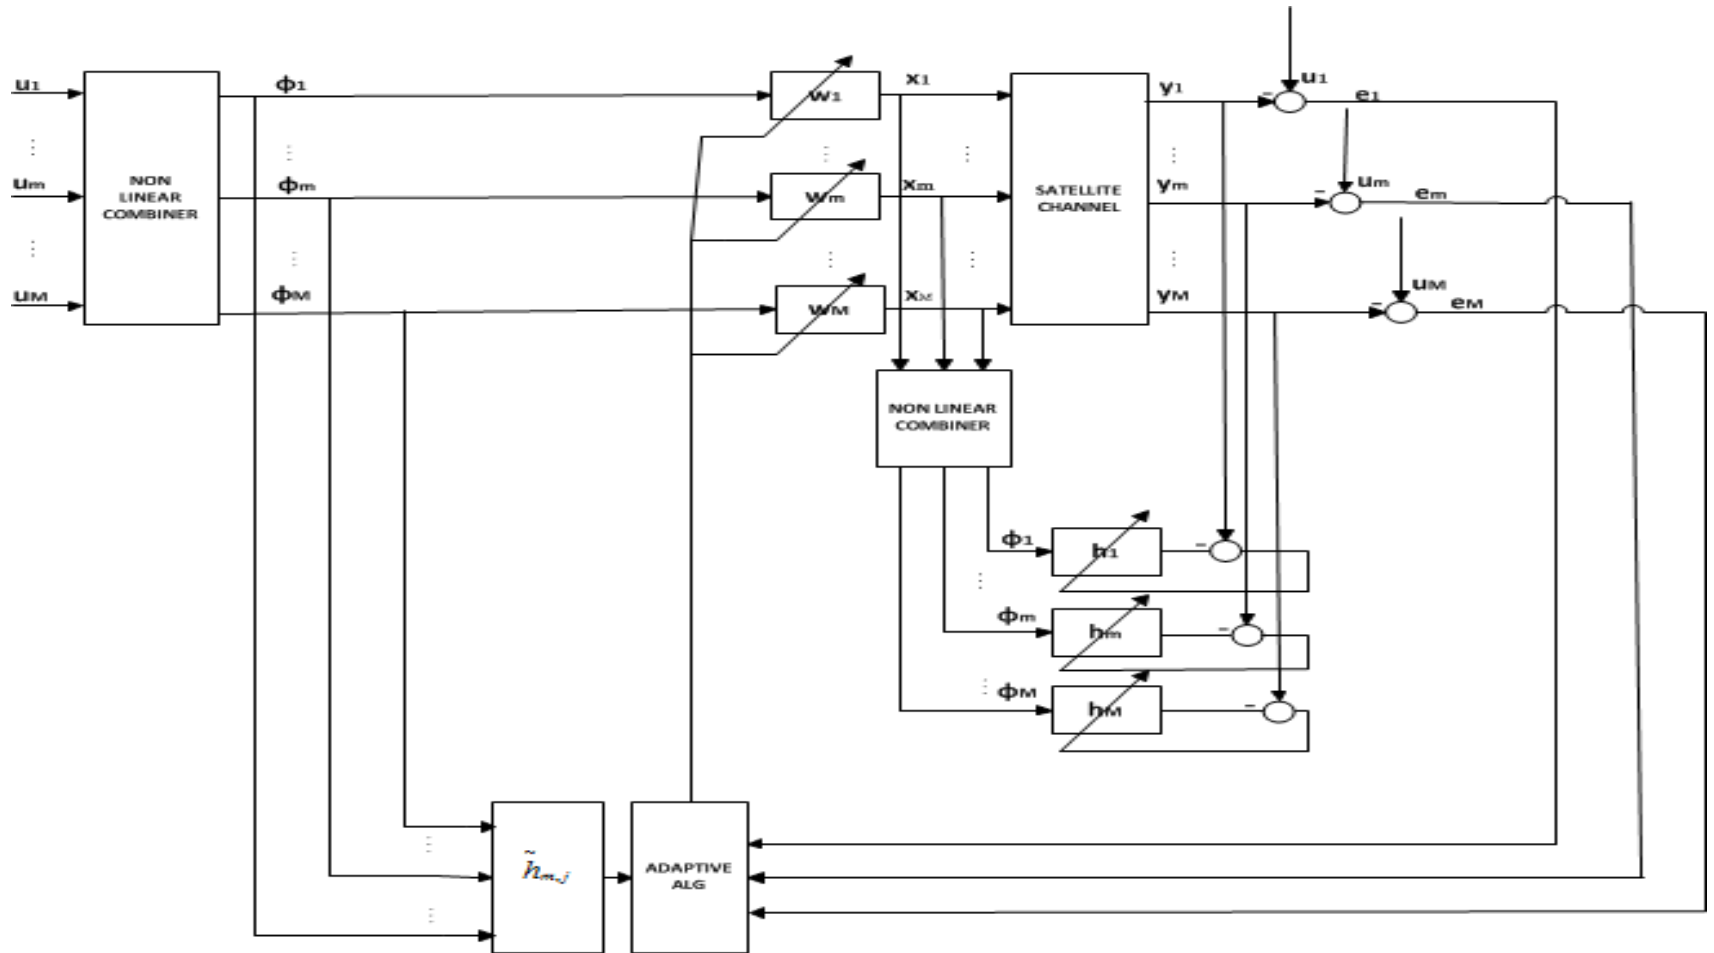 u1
ϕ1
w1
x1
y1
u1
e1
um
NON
LINEAR
COMBINER
ϕm
wm
xm
SATELLITE
CHANNEL
ym
um
em
uM
ϕM
wM
xM
yM
uM
eM
NON LINEAR
COMBINER
ϕ1
h1
ϕm
hm
ϕM
hM
h̃m,j
ADAPTIVE
ALG